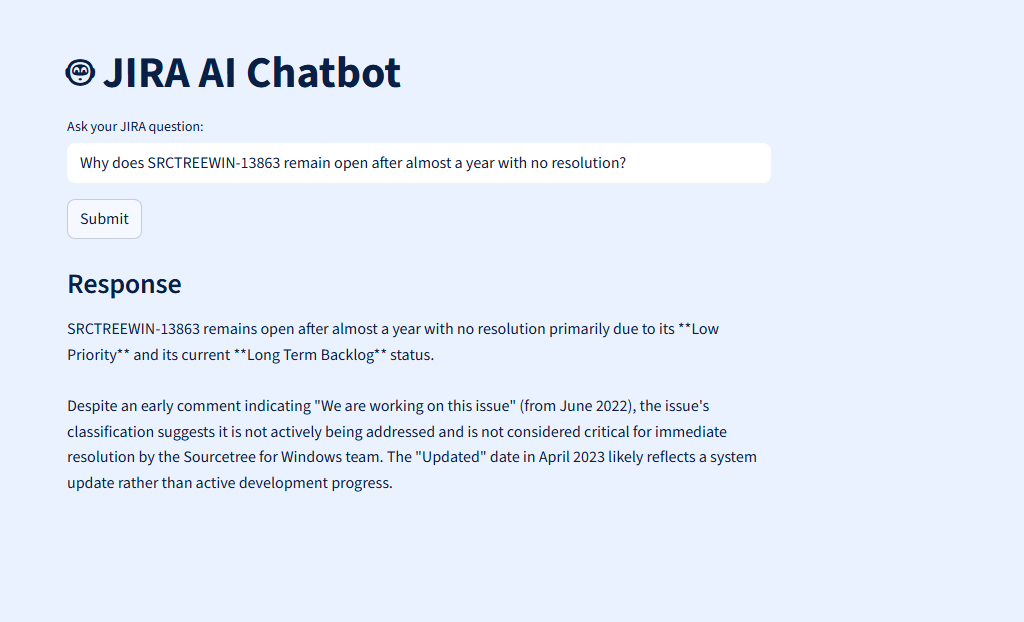 JIRA AI Chatbot
Ask your JIRA question:
Why does SRCTREEWIN-13863 remain open after almost a year with no resolution?
Submit
Response
SRCTREEWIN-13863 remains open after almost a year with no resolution primarily due to its **Low
Priority** and its current **Long Term Backlog** status.
Despite an early comment indicating "We are working on this issue" (from June 2022), the issue's
classification suggests it is not actively being addressed and is not considered critical for immediate
resolution by the Sourcetree for Windows team. The "Updated" date in April 2023 likely reflects a system
update rather than active development progress.